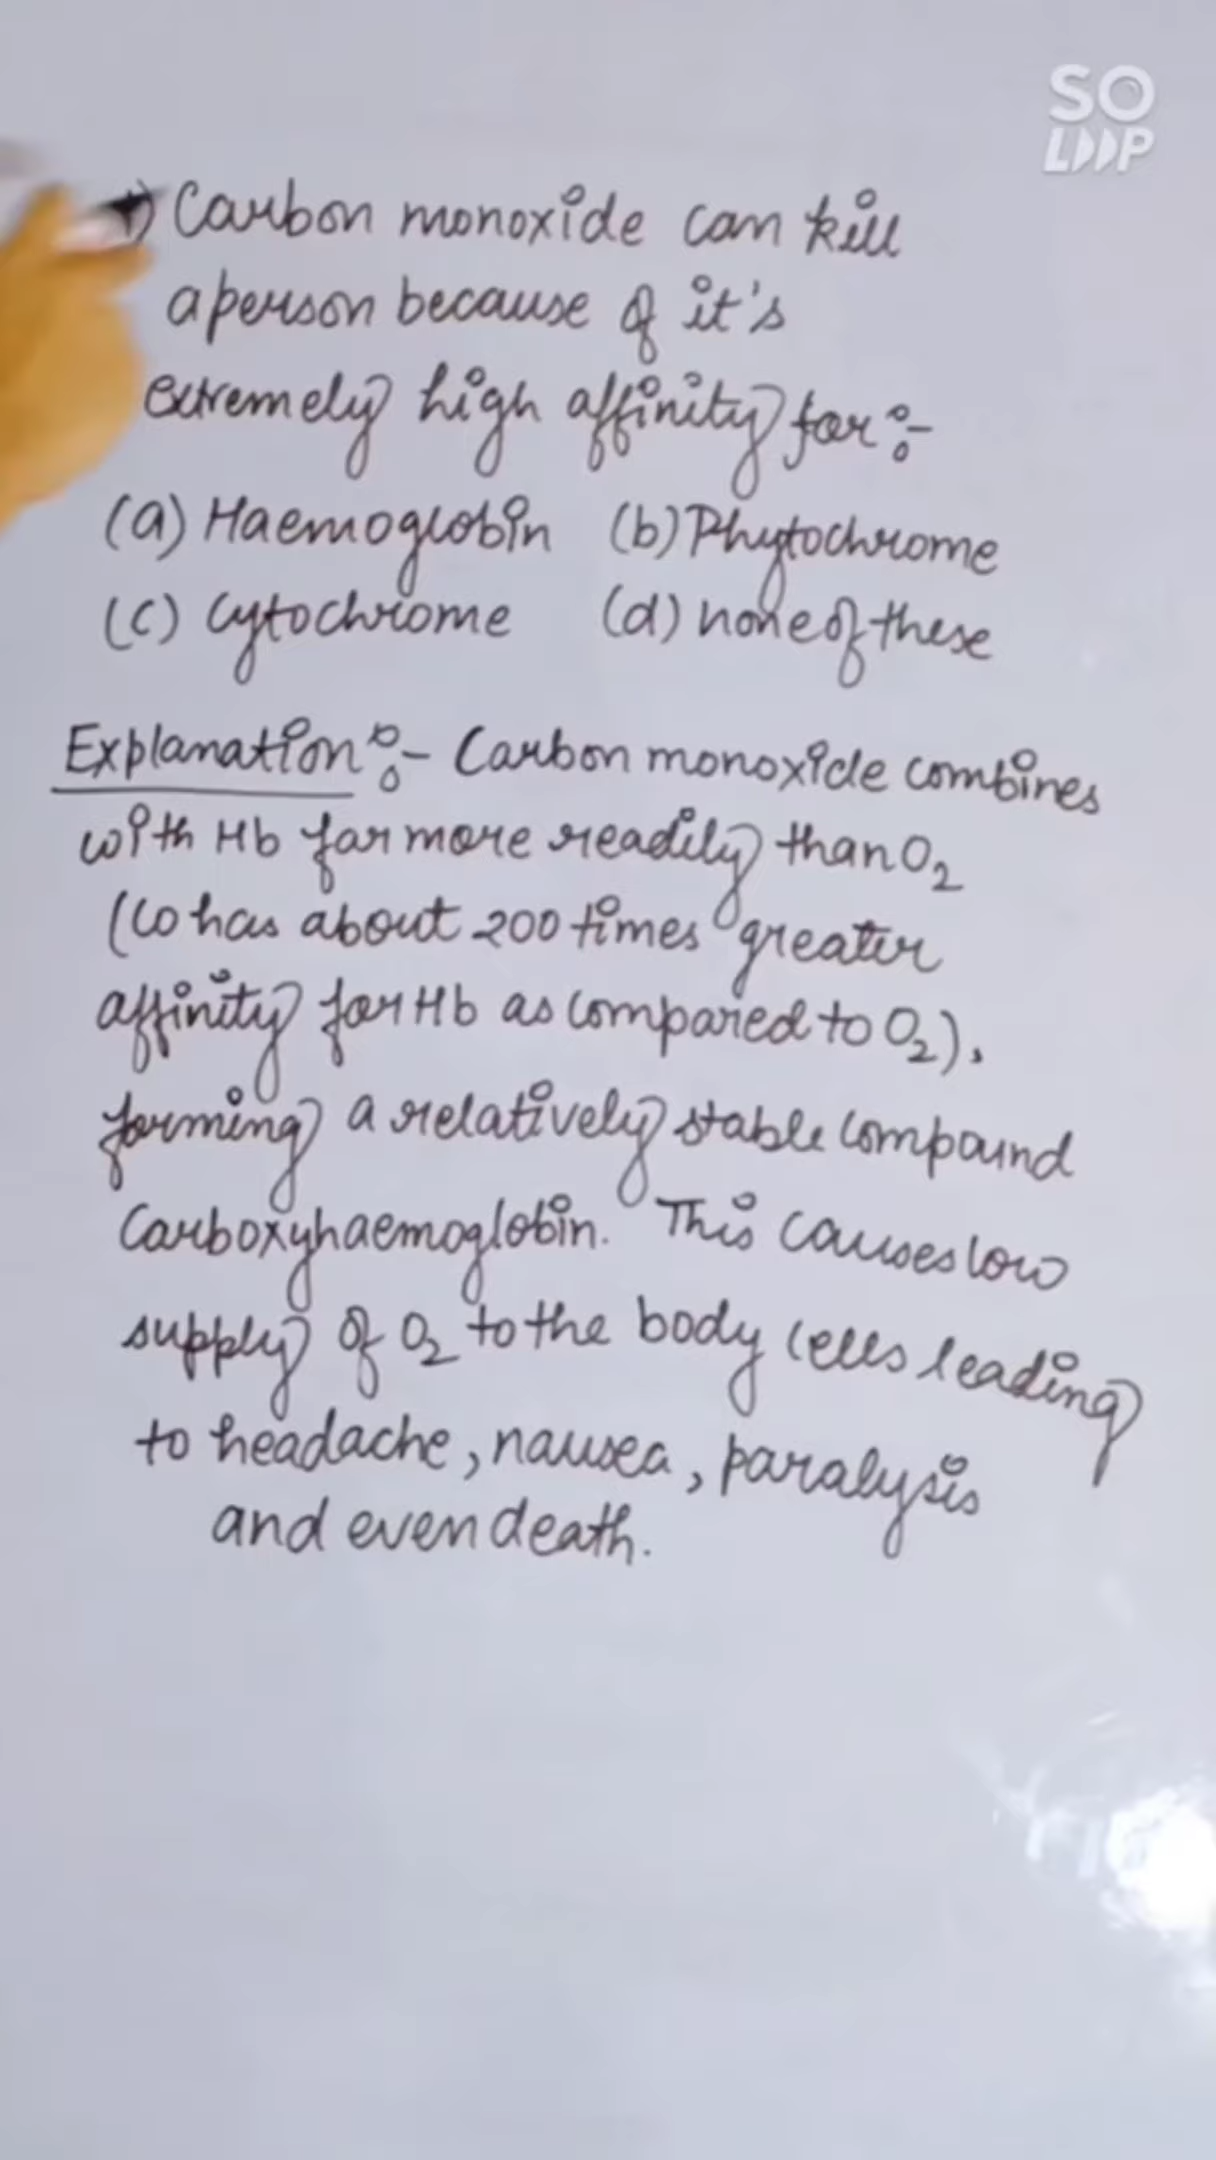 SO
LOOP
1) Carbon monoxide can kill
a person because of it's
extremely high affinity for :-
(a) Haemoglobin (b) Phytochrome
(c) Cytochrome (d) none of these
Explanation :- Carbon monoxide combines
with Hb far more readily than O₂
(CO has about 200 times greater
affinity for Hb as compared to O₂),
forming a relatively stable compound
Carboxyhaemoglobin. This causes low
supply of O₂ to the body cells leading
to headache, nausea, paralysis
and even death.